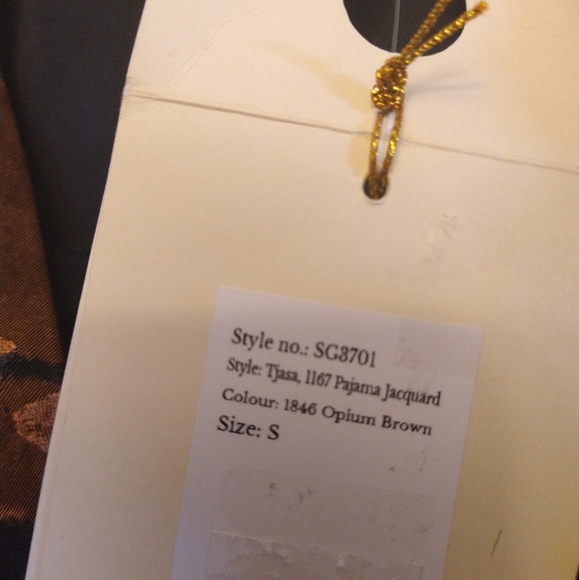 Style no.: SG3701
Style: Tjasa, 1167 Pajama Jacquard
Colour: 1846 Opium Brown
Size: S